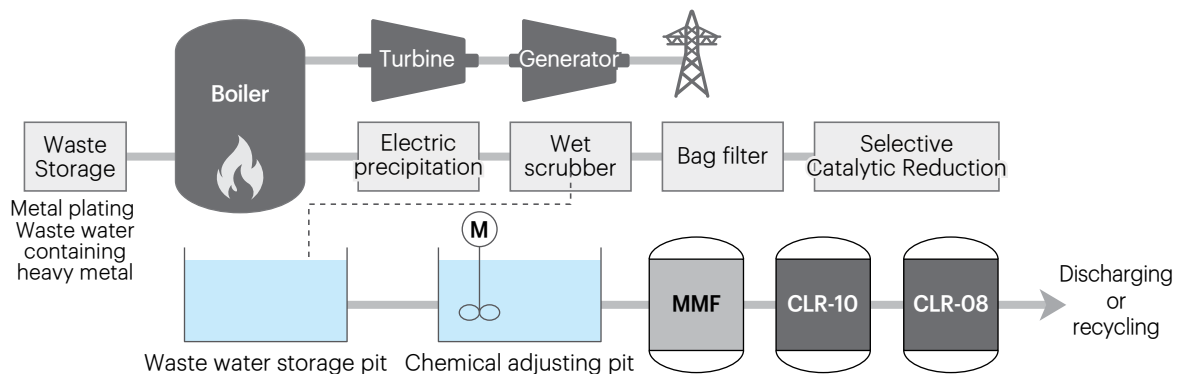 Boiler
Turbine
Generator
Waste
Storage
Electric
precipitation
Wet
scrubber
Bag filter
Selective
Catalytic Reduction
Metal plating
Waste water
containing
heavy metal
M
MMF
CLR-10
CLR-08
Discharging
or
recycling
Waste water storage pit
Chemical adjusting pit